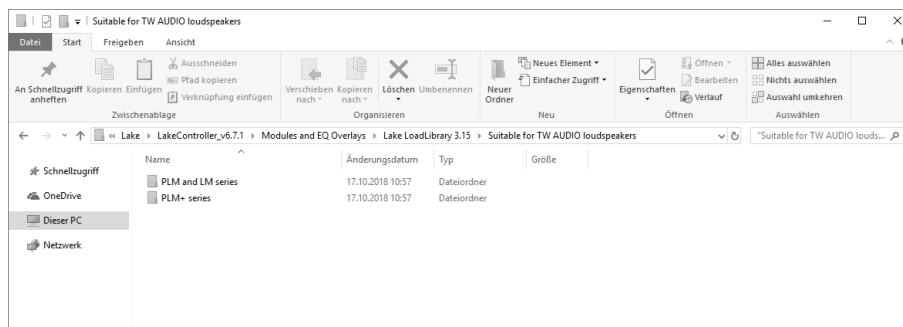 Suitable for TW AUDIO loudspeakers
Datei Start Freigeben Ansicht
An Schnellzugriff anheften
Kopieren
Einfügen
Ausschneiden
Pfad kopieren
Verknüpfung einfügen
Zwischenablage
Verschieben nach
Kopieren nach
Löschen
Umbenennen
Organisieren
Neuer Ordner
Neues Element
Einfacher Zugriff
Neu
Eigenschaften
Öffnen
Bearbeiten
Verlauf
Öffnen
Alles auswählen
Nichts auswählen
Auswahl umkehren
Auswählen
« Lake > LakeController_v6.7.1 > Modules and EQ Overlays > Lake LoadLibrary 3.15 > Suitable for TW AUDIO loudspeakers
"Suitable for TW AUDIO louds...
Schnellzugriff
OneDrive
Dieser PC
Netzwerk
Name Änderungsdatum Typ Größe
PLM and LM series 17.10.2018 10:57 Dateiordner
PLM+ series 17.10.2018 10:57 Dateiordner